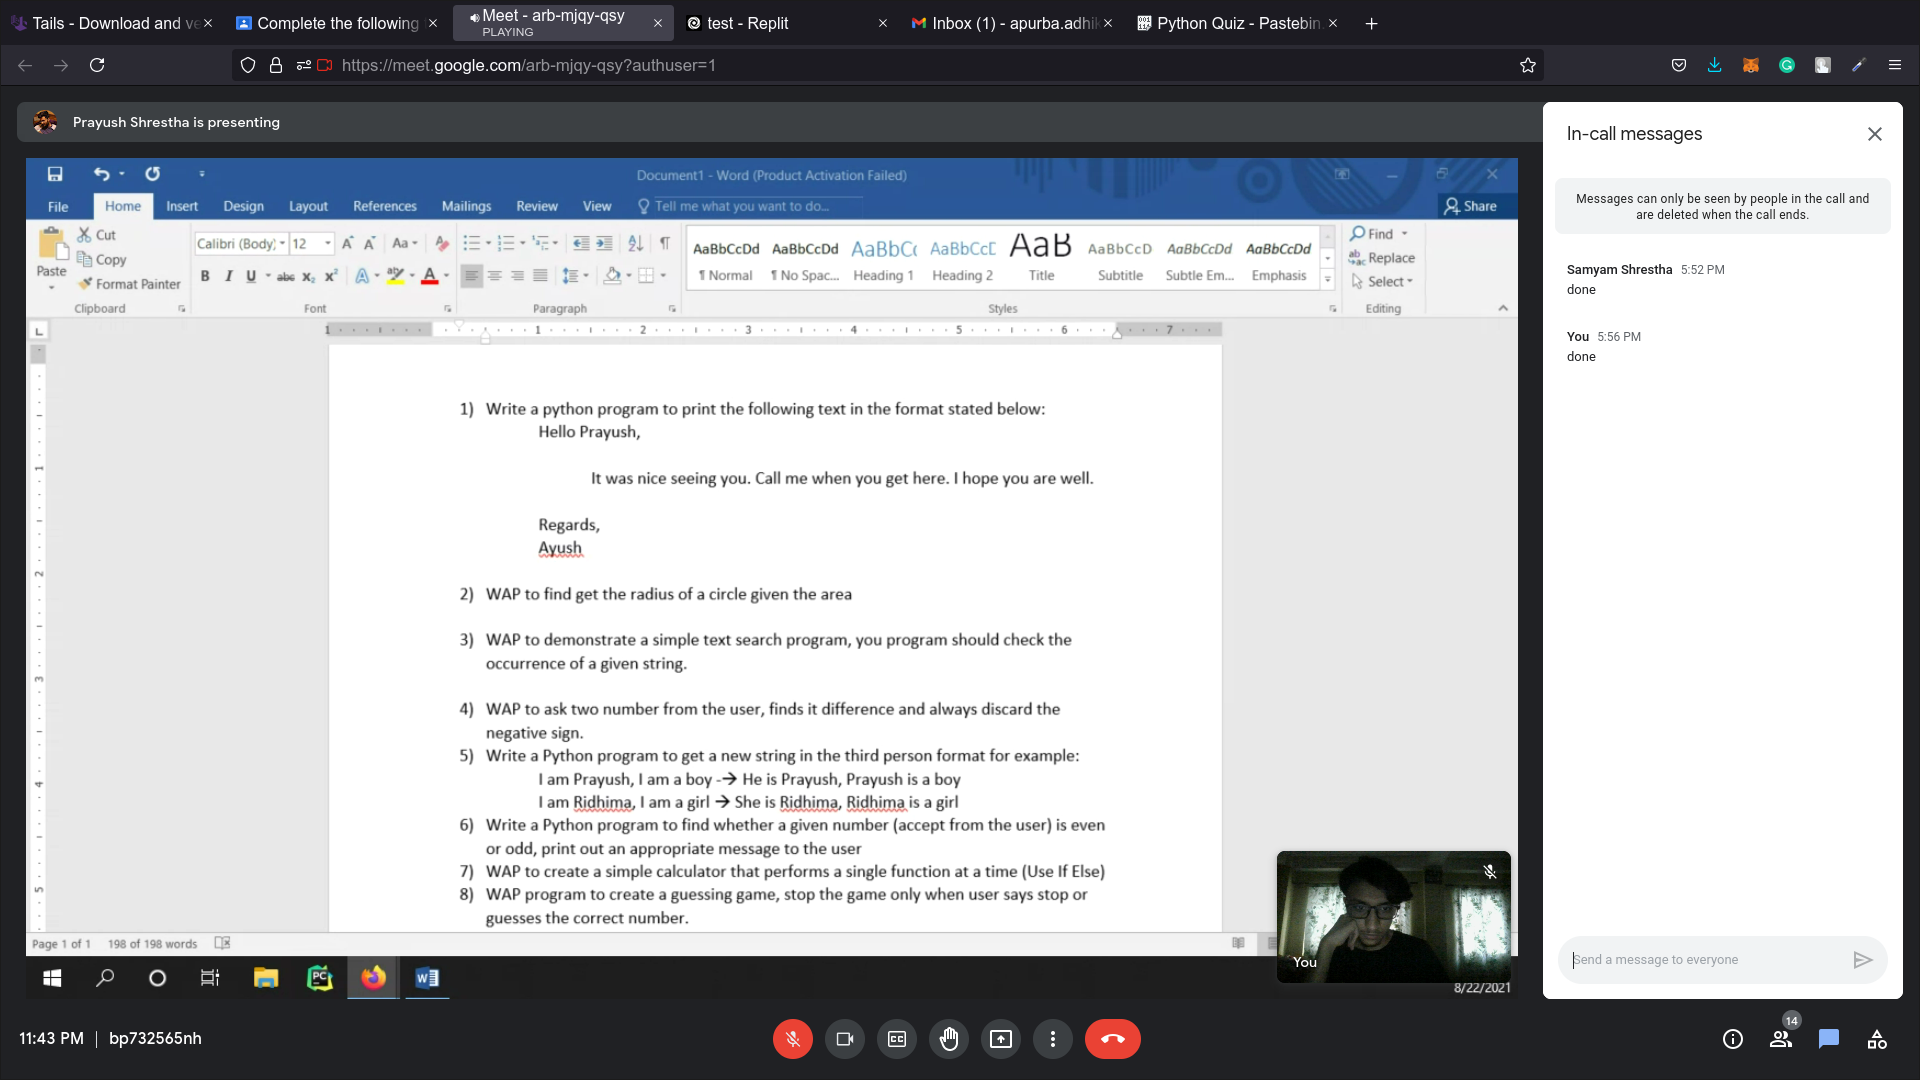 Tails - Download and ve
Complete the following
Meet - arb-mjqy-qsy
PLAYING
test - Replit
Inbox (1) - apurba.adhik
Python Quiz - Pastebin.
https://meet.google.com/arb-mjqy-qsy?authuser=1
Prayush Shrestha is presenting
Document1 - Word (Product Activation Failed)
File Home Insert Design Layout References Mailings Review View Tell me what you want to do... Share
Paste
Cut
Copy
Format Painter
Clipboard
Calibri (Body) 12
Font
Paragraph
AaBbCcDd AaBbCcDd AaBbC( AaBbCcE AaB AaBbCcD AaBbCcDd AaBbCcDd
¶ Normal ¶ No Spac... Heading 1 Heading 2 Title Subtitle Subtle Em... Emphasis
Styles
Find
Replace
Select
Editing
1 1 2 3 4 5 6 7
1
2
3
4
5
1) Write a python program to print the following text in the format stated below:
Hello Prayush,
It was nice seeing you. Call me when you get here. I hope you are well.
Regards,
Ayush
2) WAP to find get the radius of a circle given the area
3) WAP to demonstrate a simple text search program, you program should check the
occurrence of a given string.
4) WAP to ask two number from the user, finds it difference and always discard the
negative sign.
5) Write a Python program to get a new string in the third person format for example:
I am Prayush, I am a boy -→ He is Prayush, Prayush is a boy
I am Ridhima, I am a girl → She is Ridhima, Ridhima is a girl
6) Write a Python program to find whether a given number (accept from the user) is even
or odd, print out an appropriate message to the user
7) WAP to create a simple calculator that performs a single function at a time (Use If Else)
8) WAP program to create a guessing game, stop the game only when user says stop or
guesses the correct number.
Page 1 of 1 198 of 198 words
8/22/2021
You
In-call messages
Messages can only be seen by people in the call and
are deleted when the call ends.
Samyam Shrestha 5:52 PM
done
You 5:56 PM
done
Send a message to everyone
11:43 PM | bp732565nh
14